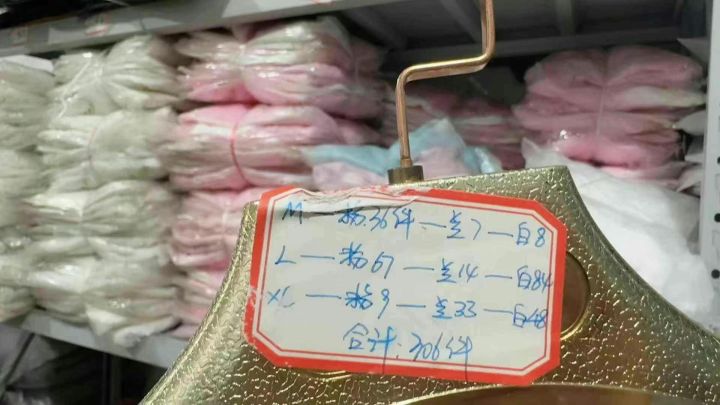 M — 粉36件 — 兰7 — 白8
L — 粉67 — 兰14 — 白84
XL — 粉9 — 兰33 — 白48
合计:306件